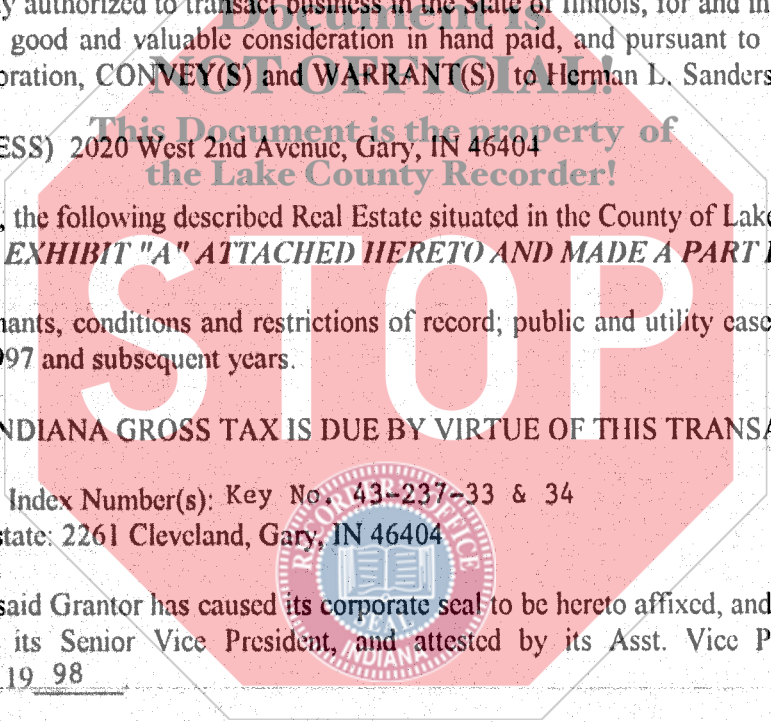 y authorized to transact business in the State of Illinois, for and in
Document is
good and valuable consideration in hand paid, and pursuant to
NOT OFFICIAL!
oration, CONVEY(S) and WARRANT(S) to Herman L. Sanders
This Document is the property of
ESS) 2020 West 2nd Avenue, Gary, IN 46404
the Lake County Recorder!
, the following described Real Estate situated in the County of Lake
EXHIBIT "A" ATTACHED HERETO AND MADE A PART
STOP
nants, conditions and restrictions of record; public and utility ease
97 and subsequent years.
NDIANA GROSS TAX IS DUE BY VIRTUE OF THIS TRANSA
Index Number(s): Key No. 43-237-33 & 34
state: 2261 Cleveland, Gary, IN 46404
RECORDER OFFICE
SEAL
INDIANA
said Grantor has caused its corporate seal to be hereto affixed, and
its Senior Vice President, and attested by its Asst. Vice P
19 98